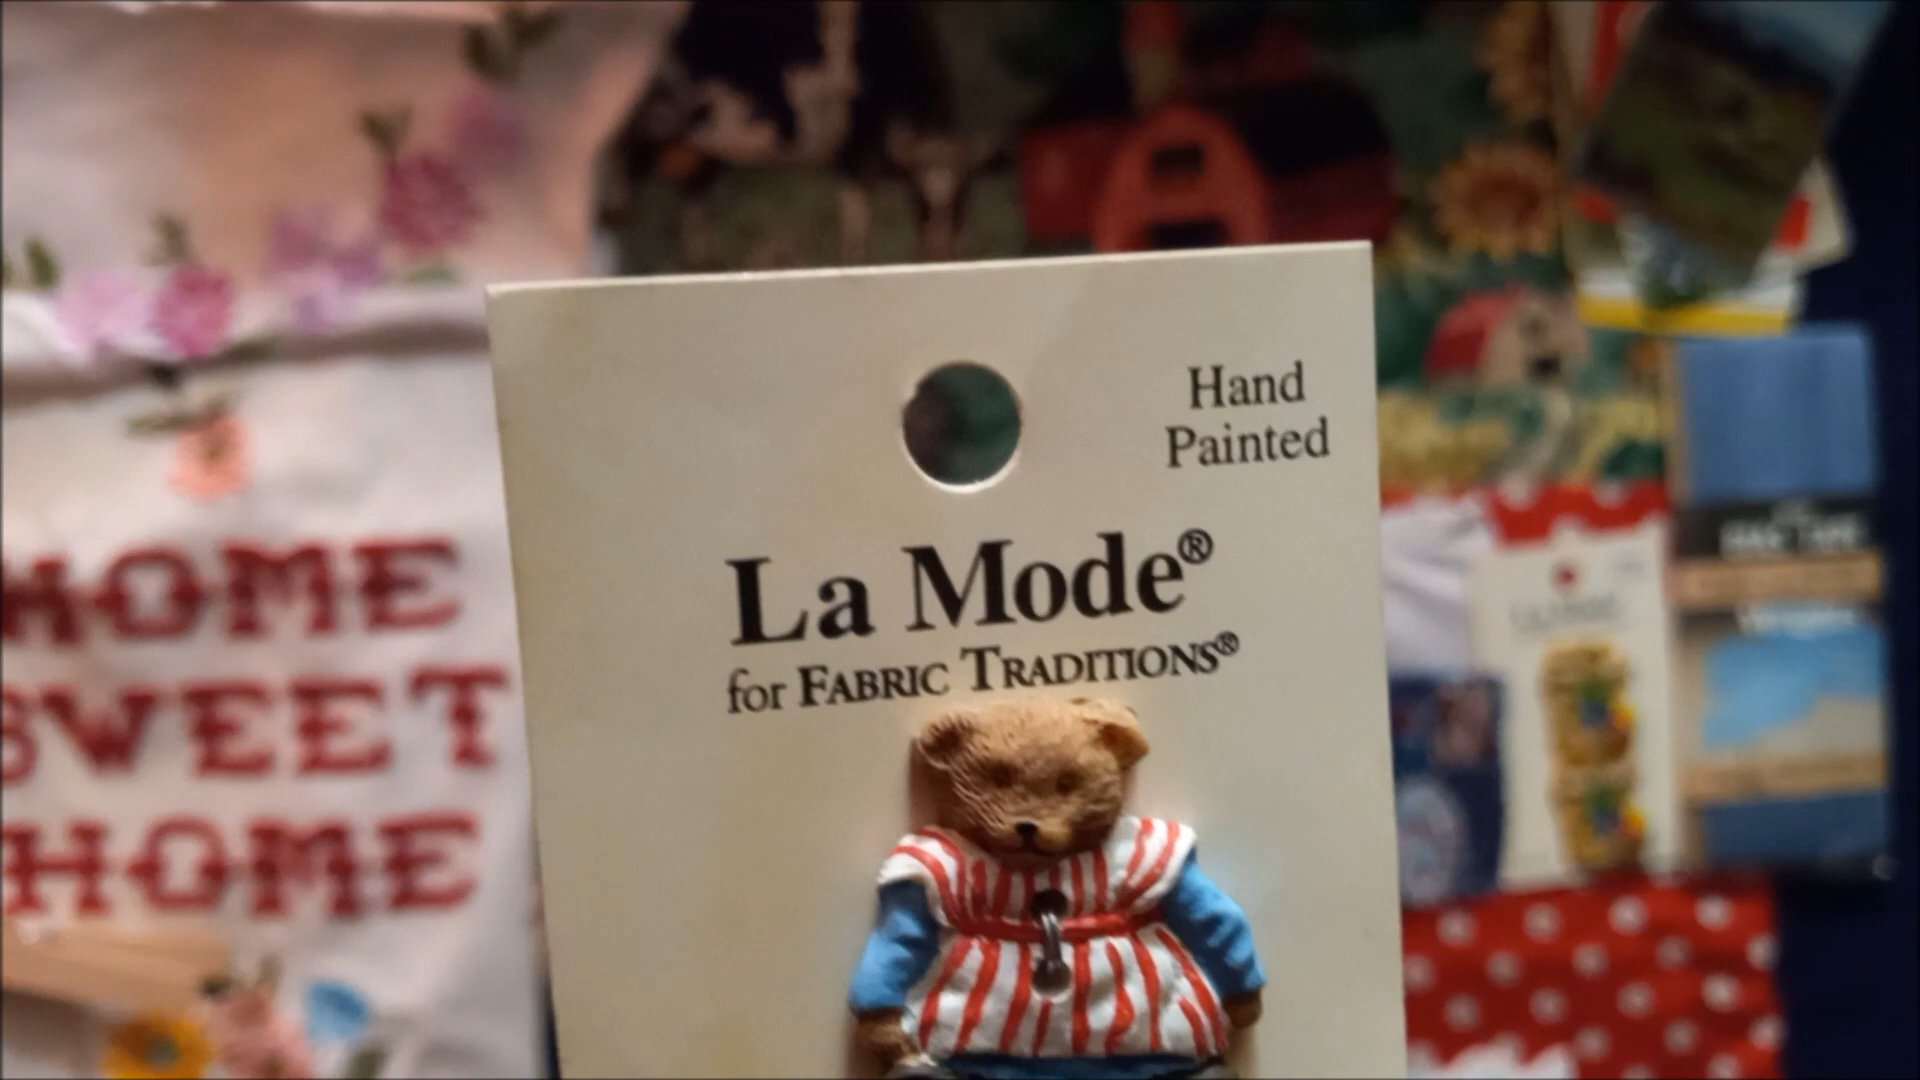 Hand
Painted
La Mode®
for FABRIC TRADITIONS®
HOME
SWEET
HOME